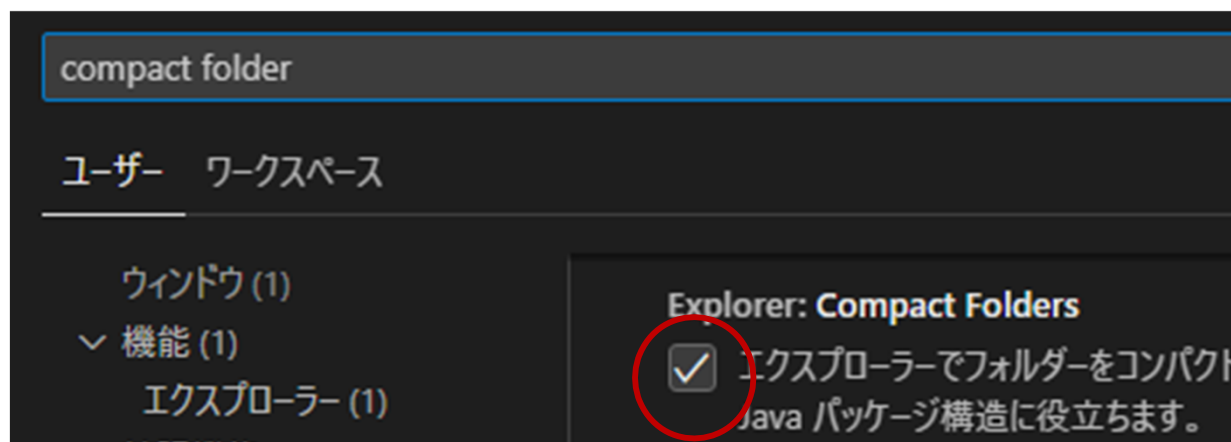 compact folder
ユーザー ワークスペース
ウィンドウ (1)
機能 (1)
エクスプローラー (1)
Explorer: Compact Folders
エクスプローラーでフォルダーをコンパクト
Java パッケージ構造に役立ちます。